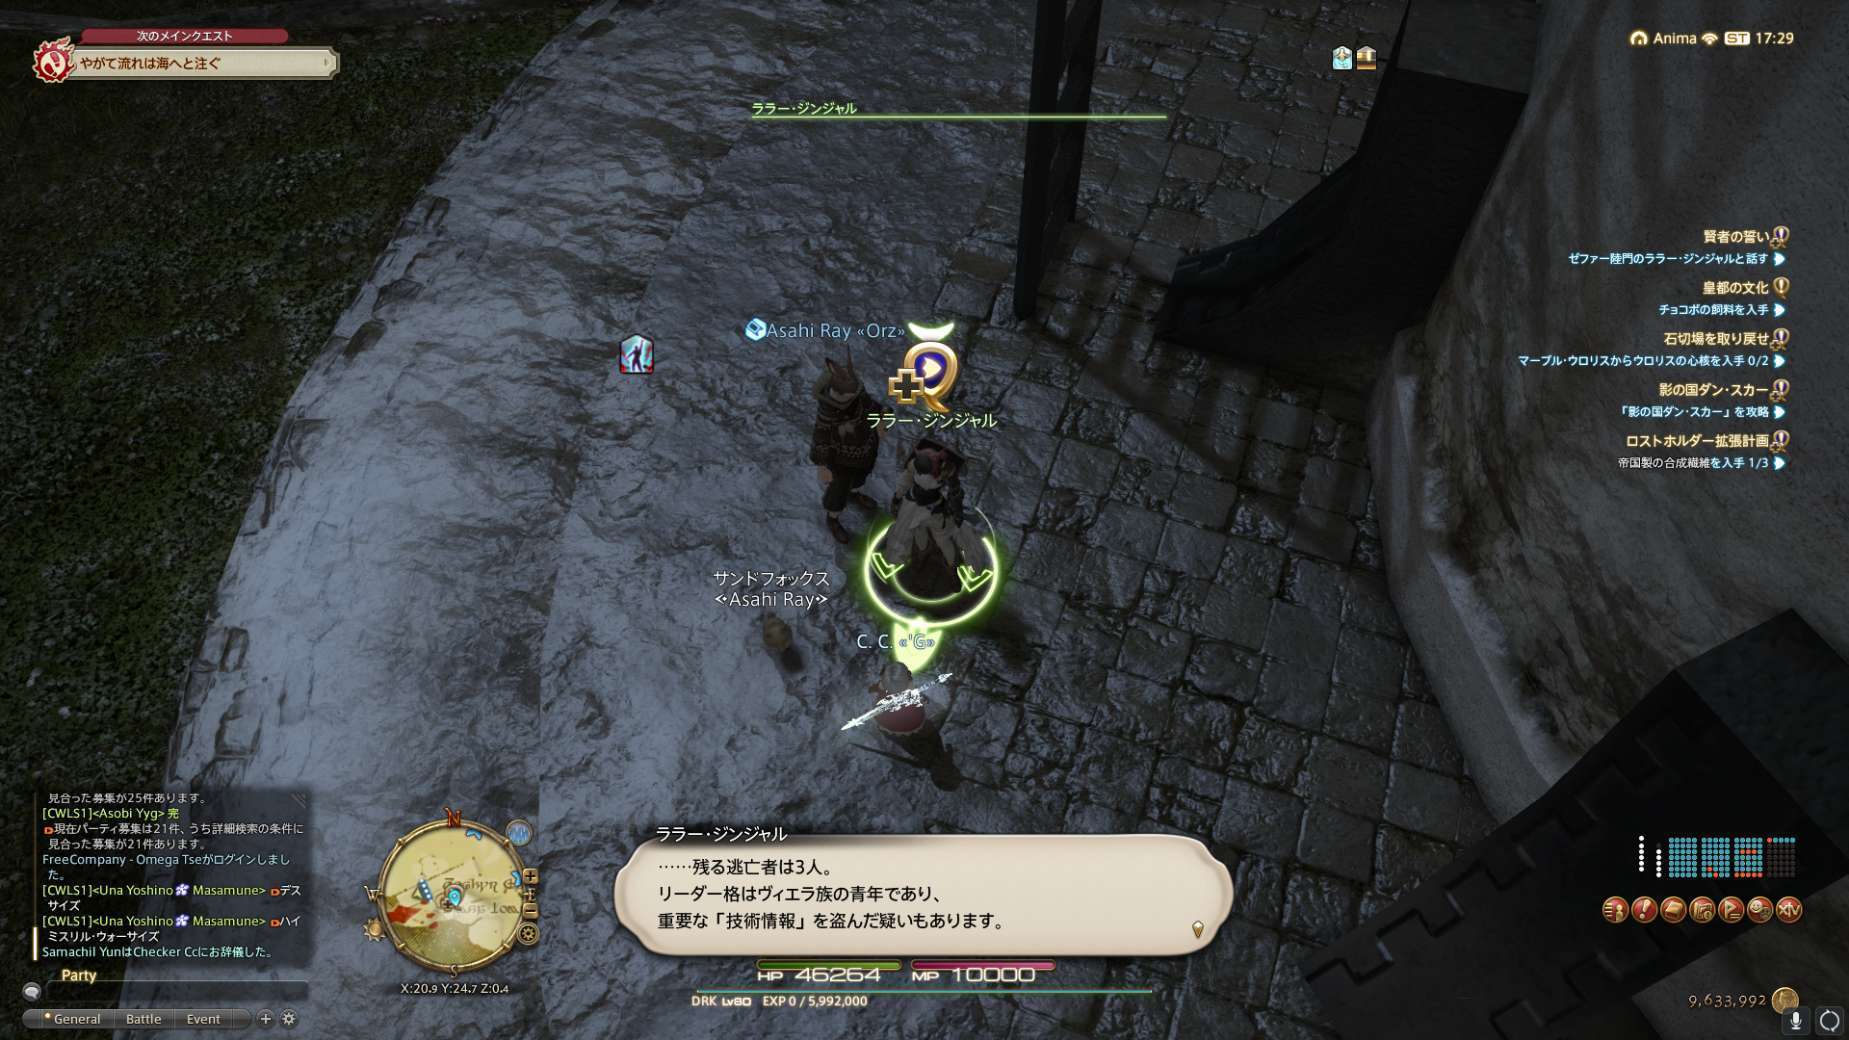 次のメインクエスト
やがて流れは海へと注ぐ
ララー・ジンジャル
Anima ST 17:29
賢者の誓い
ゼファー陸門のララー・ジンジャルと話す
皇都の文化
チョコボの飼料を入手
石切場を取り戻せ
マーブル・ウロリスからウロリスの心核を入手 0/2
影の国ダン・スカー
「影の国ダン・スカー」を攻略
ロストホルダー拡張計画
帝国製の合成繊維を入手 1/3
Asahi Ray «Orz»
ララー・ジンジャル
サンドフォックス
Asahi Ray
C. C. «'G»
見合った募集が25件あります。
[CWLS1]<Asobi Yyg> 完
現在パーティ募集は21件、うち詳細検索の条件に
見合った募集が21件あります。
FreeCompany - Omega Tseがログインしまし
た。
[CWLS1]<Una Yoshino Masamune> デス
サイズ
[CWLS1]<Una Yoshino Masamune> ハイ
ミスリル・ウォーサイズ
Samachil YunはChecker Ccにお辞儀した。
Party
General Battle Event
N
S
X:20.9 Y:24.7 Z:0.4
ララー・ジンジャル
……残る逃亡者は3人。
リーダー格はヴィエラ族の青年であり、
重要な「技術情報」を盗んだ疑いもあります。
HP 46264 MP 10000
DRK Lv80 EXP 0 / 5,992,000
XIV
9,633,992